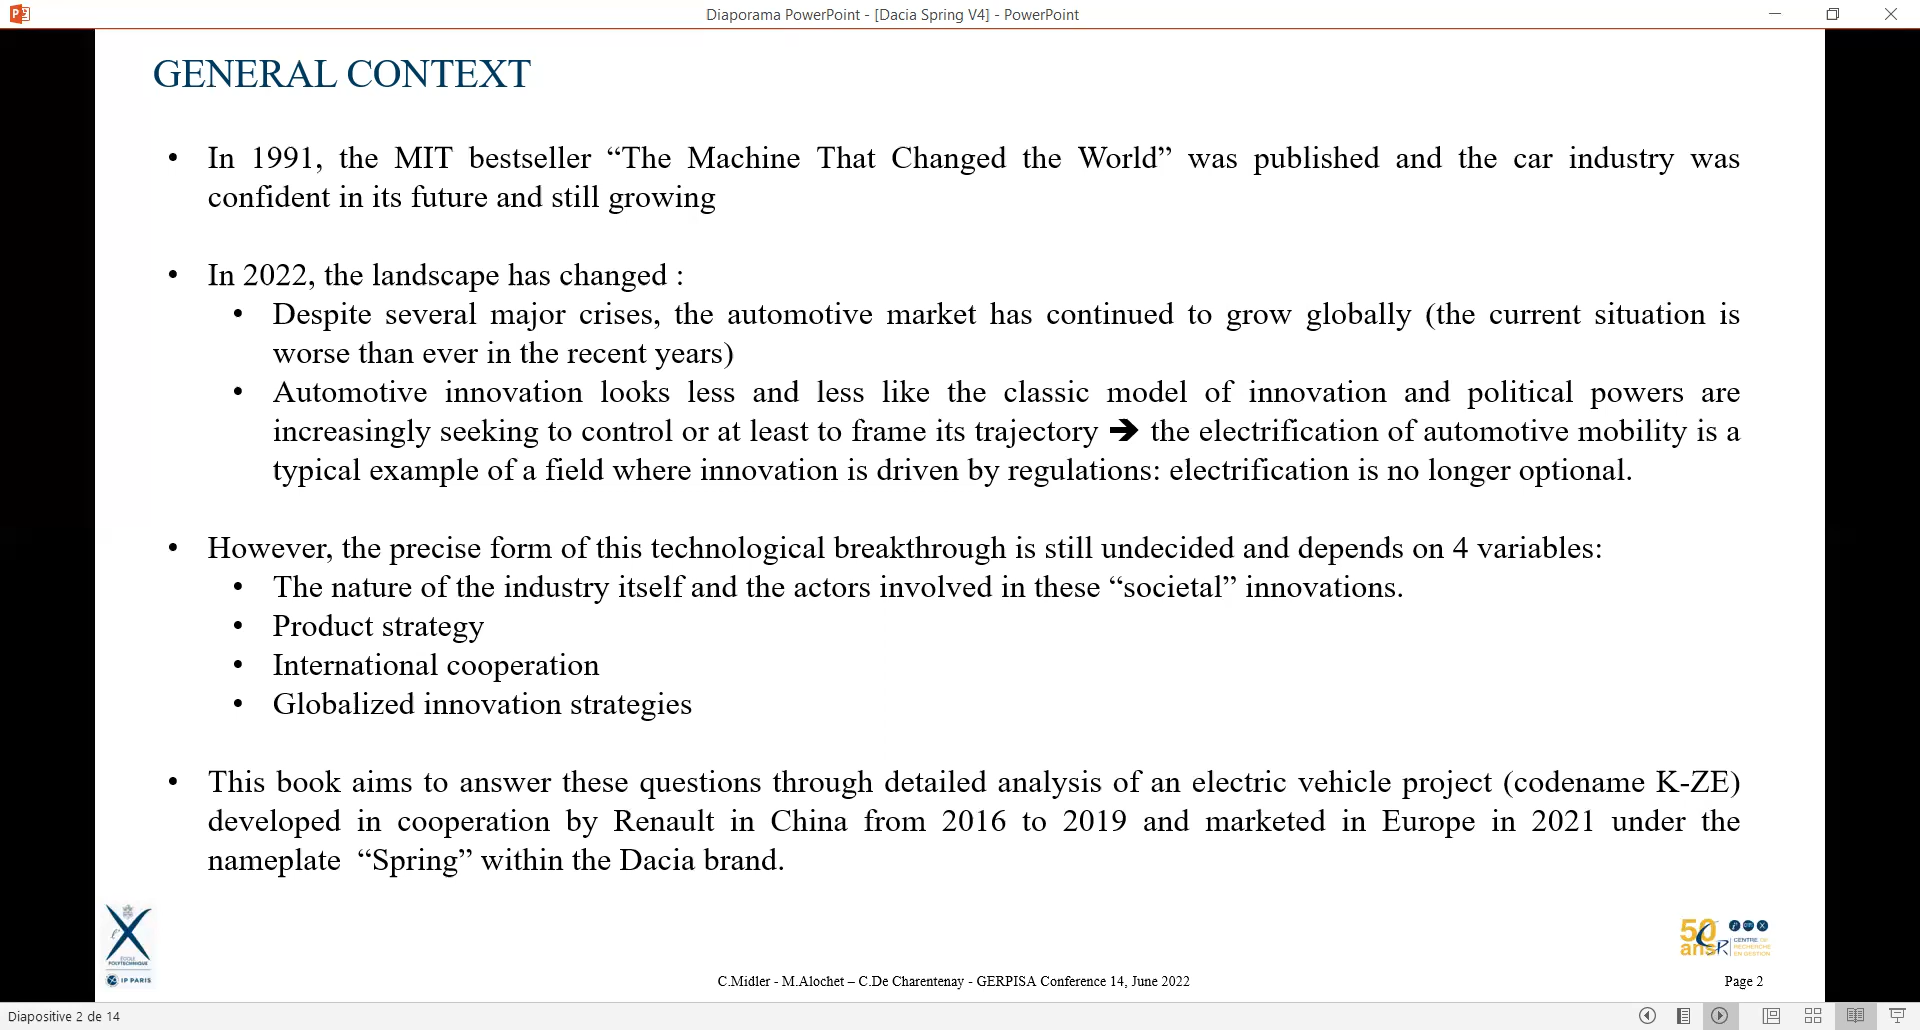 Diaporama PowerPoint - [Dacia Spring V4] - PowerPoint
GENERAL CONTEXT
• In 1991, the MIT bestseller “The Machine That Changed the World” was published and the car industry was
confident in its future and still growing
• In 2022, the landscape has changed :
• Despite several major crises, the automotive market has continued to grow globally (the current situation is
worse than ever in the recent years)
• Automotive innovation looks less and less like the classic model of innovation and political powers are
increasingly seeking to control or at least to frame its trajectory ➔ the electrification of automotive mobility is a
typical example of a field where innovation is driven by regulations: electrification is no longer optional.
• However, the precise form of this technological breakthrough is still undecided and depends on 4 variables:
• The nature of the industry itself and the actors involved in these “societal” innovations.
• Product strategy
• International cooperation
• Globalized innovation strategies
• This book aims to answer these questions through detailed analysis of an electric vehicle project (codename K-ZE)
developed in cooperation by Renault in China from 2016 to 2019 and marketed in Europe in 2021 under the
nameplate “Spring” within the Dacia brand.
ÉCOLE
POLYTECHNIQUE
IP PARIS
50
ans
CENTRE DE
RECHERCHE
EN GESTION
C.Midler - M.Alochet – C.De Charentenay - GERPISA Conference 14, June 2022
Page 2
Diapositive 2 de 14